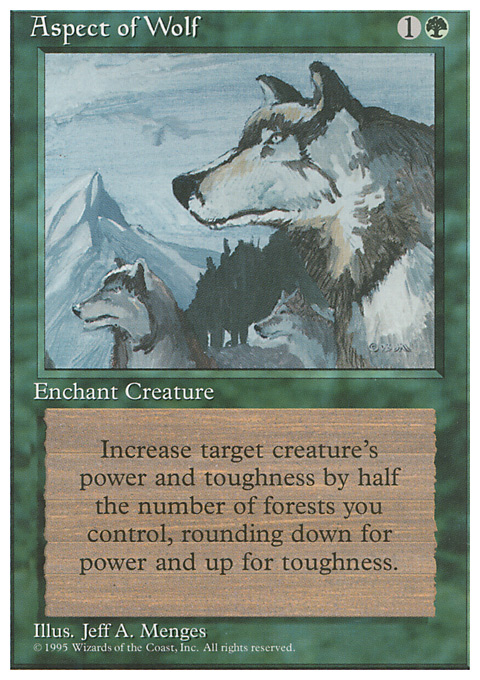 Aspect of Wolf 1
Enchant Creature
Increase target creature's
power and toughness by half
the number of forests you
control, rounding down for
power and up for toughness.
Illus. Jeff A. Menges
© 1995 Wizards of the Coast, Inc. All rights reserved.